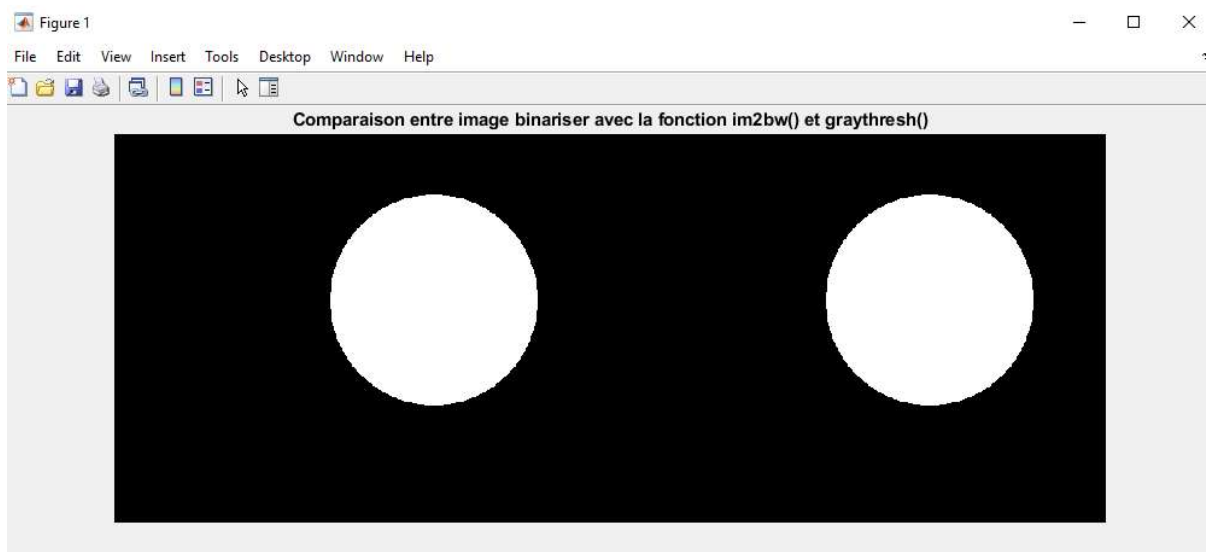 Figure 1
File Edit View Insert Tools Desktop Window Help
Comparaison entre image binariser avec la fonction im2bw() et graythresh()